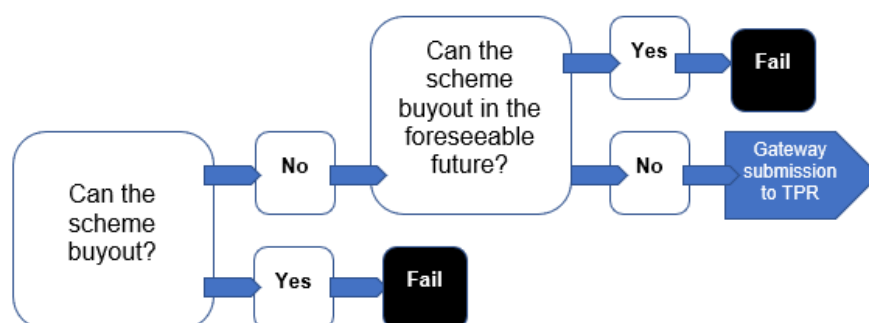 Can the
scheme
buyout?
No
Yes
Fail
Can the
scheme
buyout in the
foreseeable
future?
Yes
Fail
No
Gateway
submission
to TPR